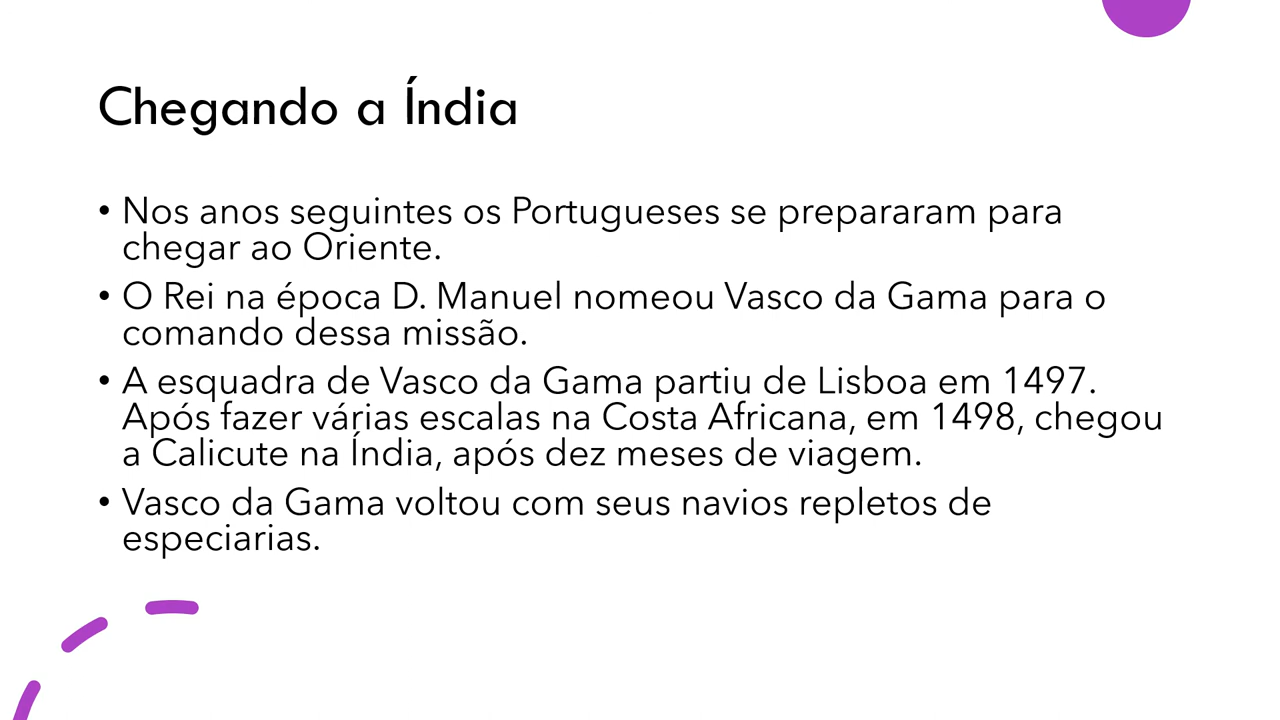 Chegando a Índia
• Nos anos seguintes os Portugueses se prepararam para
chegar ao Oriente.
• O Rei na época D. Manuel nomeou Vasco da Gama para o
comando dessa missão.
• A esquadra de Vasco da Gama partiu de Lisboa em 1497.
Após fazer várias escalas na Costa Africana, em 1498, chegou
a Calicute na Índia, após dez meses de viagem.
• Vasco da Gama voltou com seus navios repletos de
especiarias.